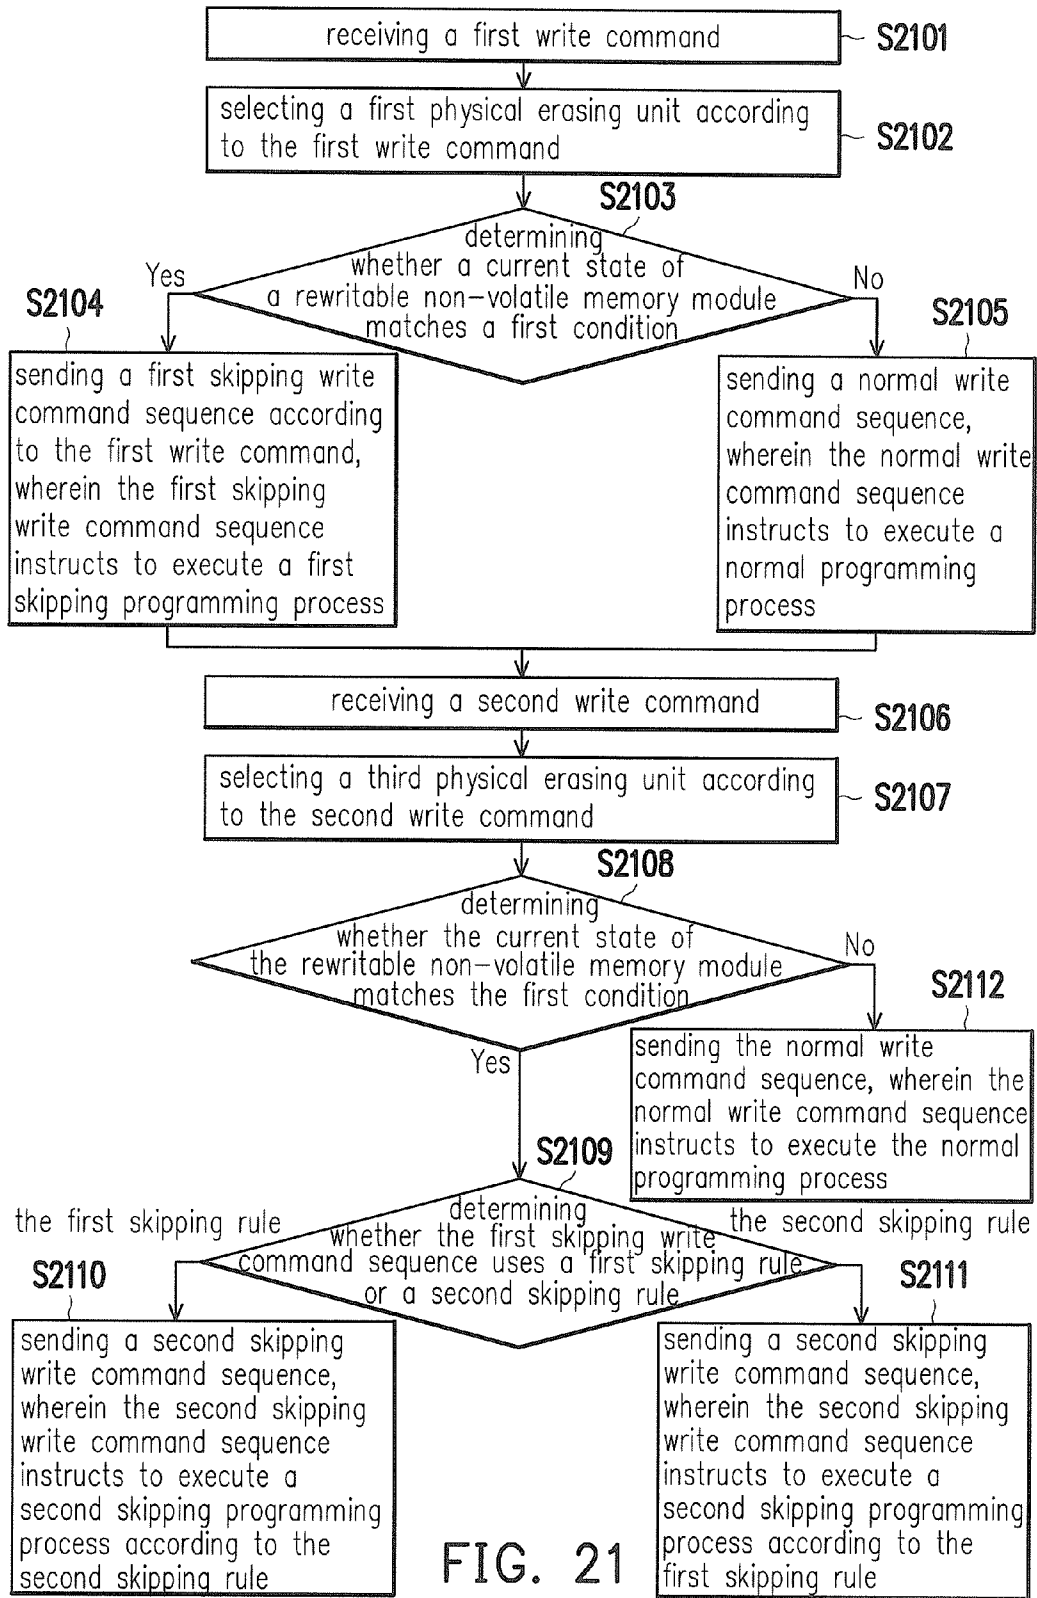 receiving a first write command
S2101
selecting a first physical erasing unit according
to the first write command
S2102
S2103
determining
whether a current state of
a rewritable non-volatile memory module
matches a first condition
Yes
No
S2104
sending a first skipping write
command sequence according
to the first write command,
wherein the first skipping
write command sequence
instructs to execute a first
skipping programming process
S2105
sending a normal write
command sequence,
wherein the normal write
command sequence
instructs to execute a
normal programming
process
receiving a second write command
S2106
selecting a third physical erasing unit according
to the second write command
S2107
S2108
determining
whether the current state of
the rewritable non-volatile memory module
matches the first condition
No
Yes
S2112
sending the normal write
command sequence, wherein the
normal write command sequence
instructs to execute the normal
programming process
S2109
determining
whether the first skipping write
command sequence uses a first skipping rule
or a second skipping rule
the first skipping rule
the second skipping rule
S2110
sending a second skipping
write command sequence,
wherein the second skipping
write command sequence
instructs to execute a
second skipping programming
process according to the
second skipping rule
S2111
sending a second skipping
write command sequence,
wherein the second skipping
write command sequence
instructs to execute a
second skipping programming
process according to the
first skipping rule
FIG. 21